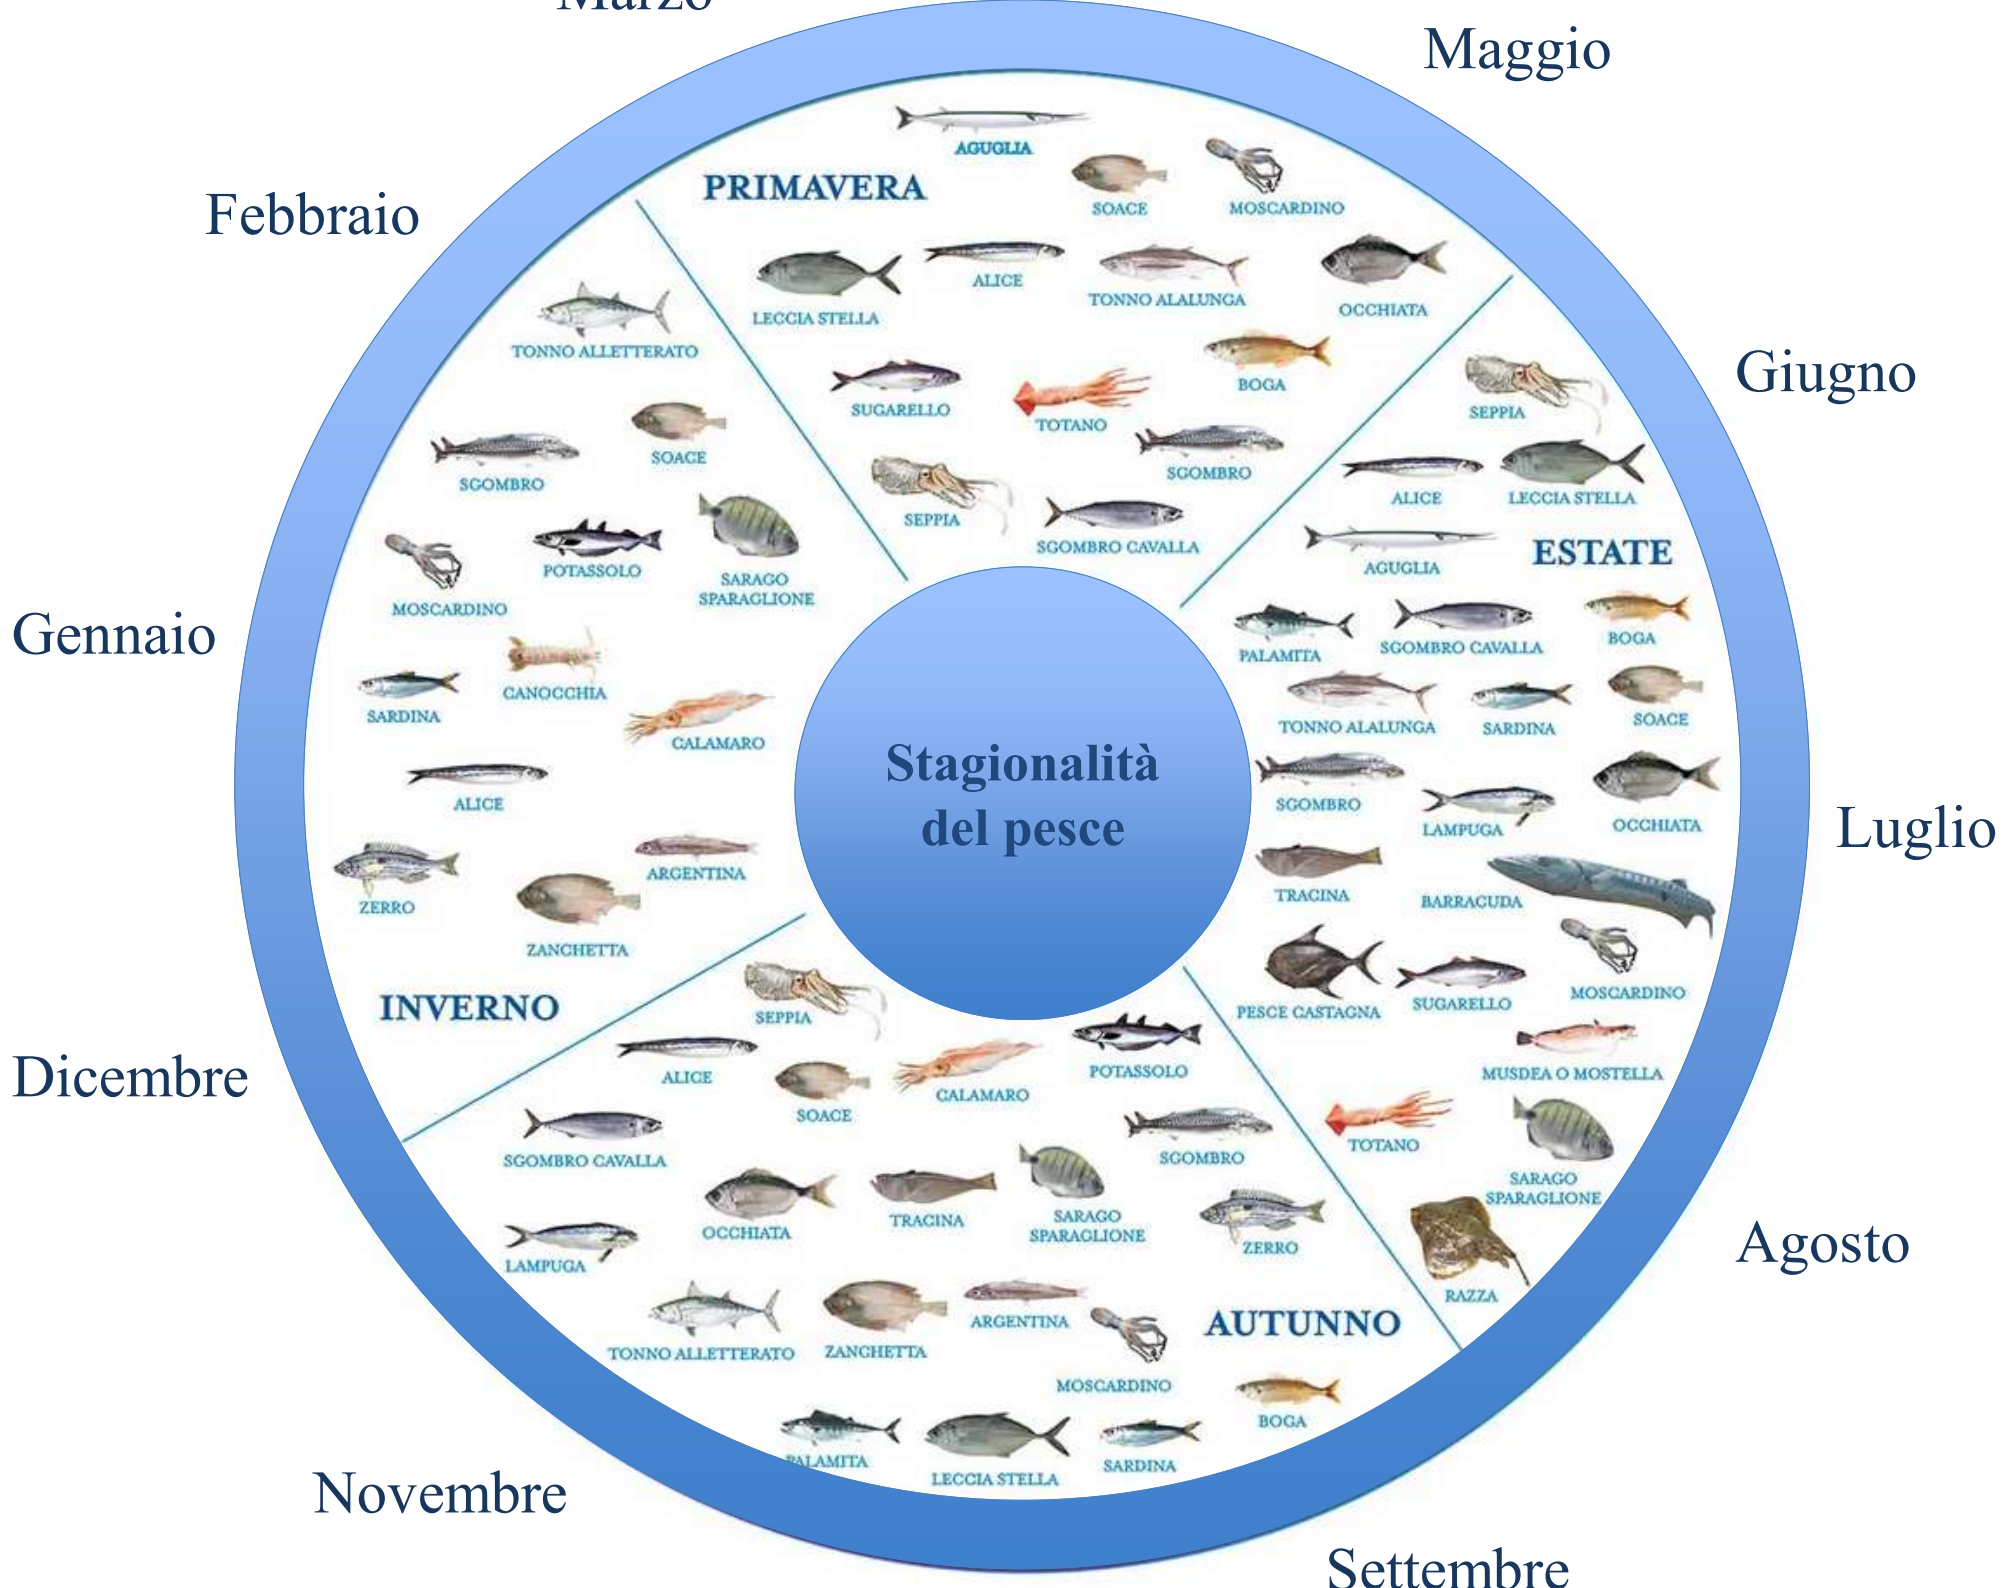 Marzo
Maggio
Febbraio
Giugno
Gennaio
Luglio
Dicembre
Agosto
Novembre
Settembre
Stagionalità
del pesce
PRIMAVERA
AGUGLIA
SOACE
MOSCARDINO
LECCIA STELLA
ALICE
TONNO ALALUNGA
OCCHIATA
SUGARELLO
TOTANO
BOGA
SEPPIA
SGOMBRO
SGOMBRO CAVALLA
ESTATE
SEPPIA
ALICE
LECCIA STELLA
AGUGLIA
PALAMITA
SGOMBRO CAVALLA
BOGA
TONNO ALALUNGA
SARDINA
SOACE
SGOMBRO
LAMPUGA
OCCHIATA
TRACINA
BARRACUDA
PESCE CASTAGNA
SUGARELLO
MOSCARDINO
MUSDEA O MOSTELLA
TOTANO
SARAGO
SPARAGLIONE
RAZZA
AUTUNNO
SEPPIA
ALICE
SOACE
CALAMARO
POTASSOLO
SGOMBRO CAVALLA
SGOMBRO
OCCHIATA
TRACINA
SARAGO
SPARAGLIONE
ZERRO
LAMPUGA
TONNO ALLETTERATO
ZANCHETTA
ARGENTINA
MOSCARDINO
BOGA
PALAMITA
LECCIA STELLA
SARDINA
INVERNO
TONNO ALLETTERATO
SGOMBRO
SOACE
MOSCARDINO
POTASSOLO
SARAGO
SPARAGLIONE
SARDINA
CANOCCHIA
CALAMARO
ALICE
ZERRO
ZANCHETTA
ARGENTINA